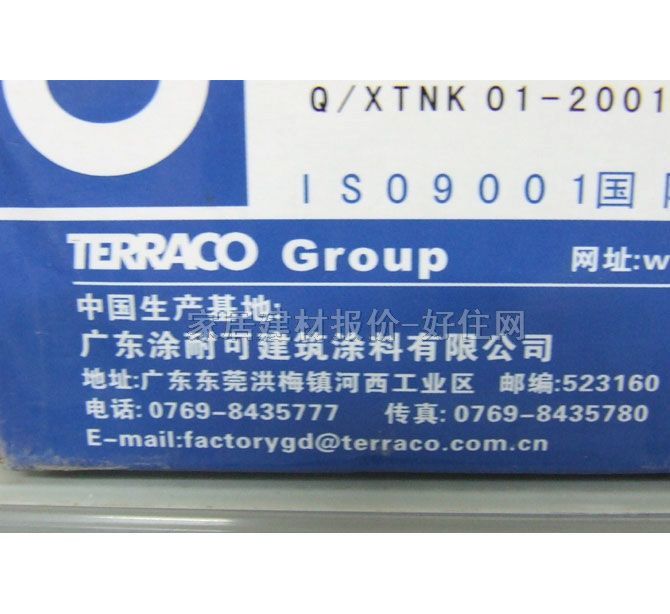 Q/XTNK 01-2001
ISO9001国
TERRACO Group 网址:w
中国生产基地:
家居建材报价-好住网
广东涂耐可建筑涂料有限公司
地址:广东东莞洪梅镇河西工业区 邮编:523160
电话:0769-8435777 传真:0769-8435780
E-mail:factorygd@terraco.com.cn